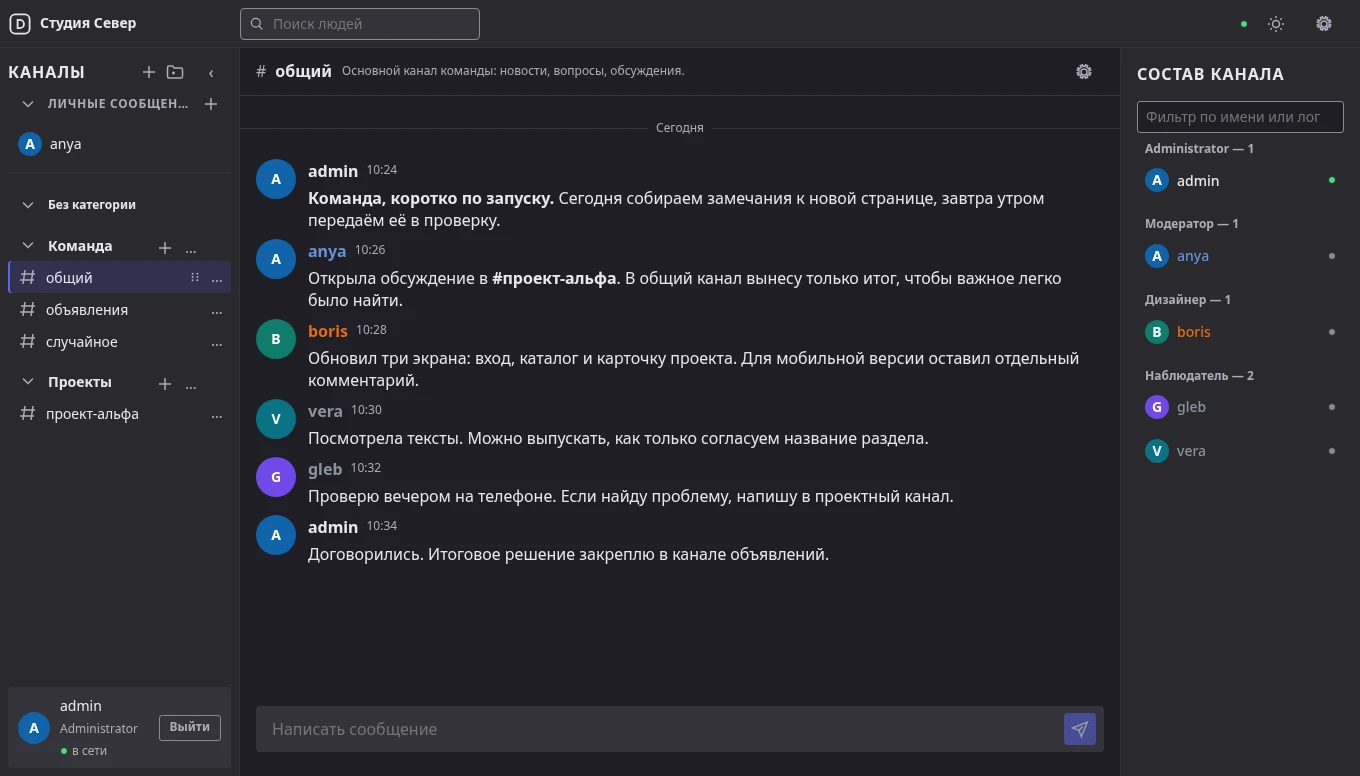 D Студия Север
Поиск людей
КАНАЛЫ
ЛИЧНЫЕ СООБЩЕН...
A anya
Без категории
Команда
...
# общий
...
# объявления
...
# случайное
...
Проекты
...
# проект-альфа
...
A admin
Administrator
в сети
Выйти
# общий Основной канал команды: новости, вопросы, обсуждения.
Сегодня
A admin 10:24
Команда, коротко по запуску. Сегодня собираем замечания к новой странице, завтра утром
передаём её в проверку.
A anya 10:26
Открыла обсуждение в #проект-альфа. В общий канал вынесу только итог, чтобы важное легко
было найти.
B boris 10:28
Обновил три экрана: вход, каталог и карточку проекта. Для мобильной версии оставил отдельный
комментарий.
V vera 10:30
Посмотрела тексты. Можно выпускать, как только согласуем название раздела.
G gleb 10:32
Проверю вечером на телефоне. Если найду проблему, напишу в проектный канал.
A admin 10:34
Договорились. Итоговое решение закреплю в канале объявлений.
Написать сообщение
СОСТАВ КАНАЛА
Фильтр по имени или лог
Administrator — 1
A admin
Модератор — 1
A anya
Дизайнер — 1
B boris
Наблюдатель — 2
G gleb
V vera